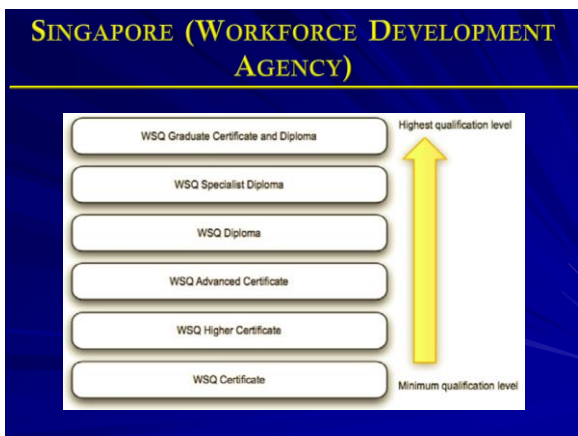 SINGAPORE (WORKFORCE DEVELOPMENT
AGENCY)
WSQ Graduate Certificate and Diploma
Highest qualification level
WSQ Specialist Diploma
WSQ Diploma
WSQ Advanced Certificate
WSQ Higher Certificate
WSQ Certificate
Minimum qualification level